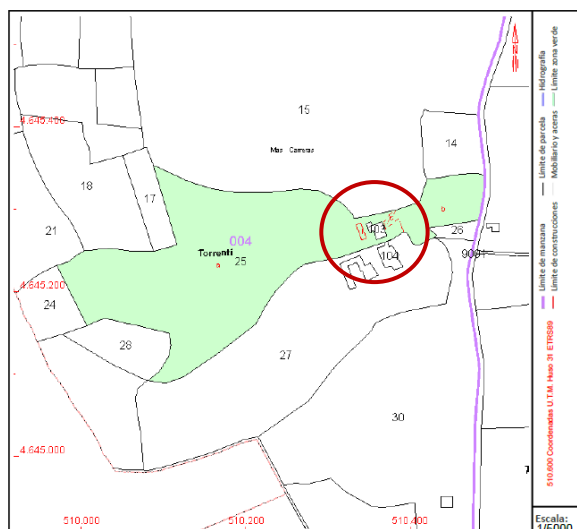 15
4.645.400
Mas Carreras
14
18
17
21
103
004
26
Torrentí
25
104
9001
4.645.200
24
28
27
30
4.645.000
510.000
510.200
510.400
Hidrografía
Límite zona verde
Límite de parcela
Mobiliario y aceras
Límite de manzana
Límite de construcciones
510.600 Coordenadas U.T.M. Huso 31 ETRS89
Escala:
1/5000